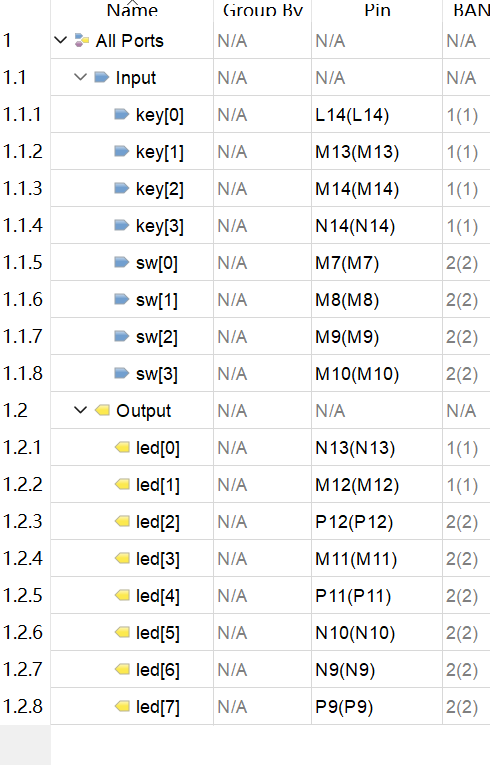 Name Group By Pin BAN
1 All Ports N/A N/A N/A
1.1 Input N/A N/A N/A
1.1.1 key[0] N/A L14(L14) 1(1)
1.1.2 key[1] N/A M13(M13) 1(1)
1.1.3 key[2] N/A M14(M14) 1(1)
1.1.4 key[3] N/A N14(N14) 1(1)
1.1.5 sw[0] N/A M7(M7) 2(2)
1.1.6 sw[1] N/A M8(M8) 2(2)
1.1.7 sw[2] N/A M9(M9) 2(2)
1.1.8 sw[3] N/A M10(M10) 2(2)
1.2 Output N/A N/A N/A
1.2.1 led[0] N/A N13(N13) 1(1)
1.2.2 led[1] N/A M12(M12) 1(1)
1.2.3 led[2] N/A P12(P12) 2(2)
1.2.4 led[3] N/A M11(M11) 2(2)
1.2.5 led[4] N/A P11(P11) 2(2)
1.2.6 led[5] N/A N10(N10) 2(2)
1.2.7 led[6] N/A N9(N9) 2(2)
1.2.8 led[7] N/A P9(P9) 2(2)